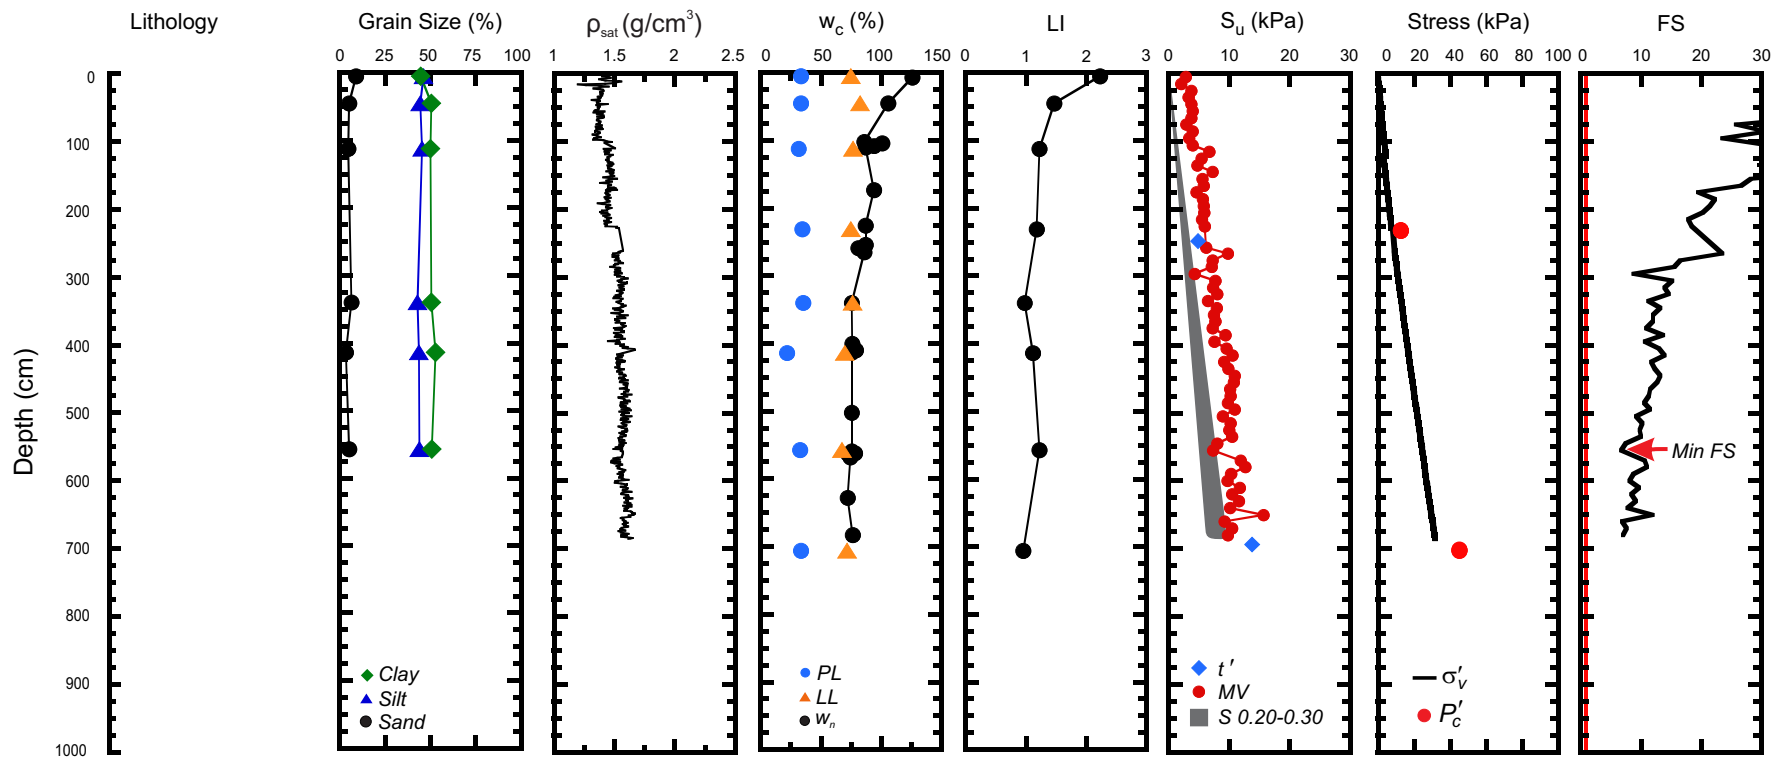 Lithology
Grain Size (%)
ρsat (g/cm³)
wc (%)
LI
Su (kPa)
Stress (kPa)
FS
0 25 50 75 100
1 1.5 2 2.5
0 50 100 150
0 1 2 3
0 10 20 30
0 20 40 60 80 100
0 10 20 30
Depth (cm)
0
100
200
300
400
500
600
700
800
900
1000
Clay
Silt
Sand
PL
LL
wn
t′
MV
S 0.20-0.30
σ′v
P′c
Min FS